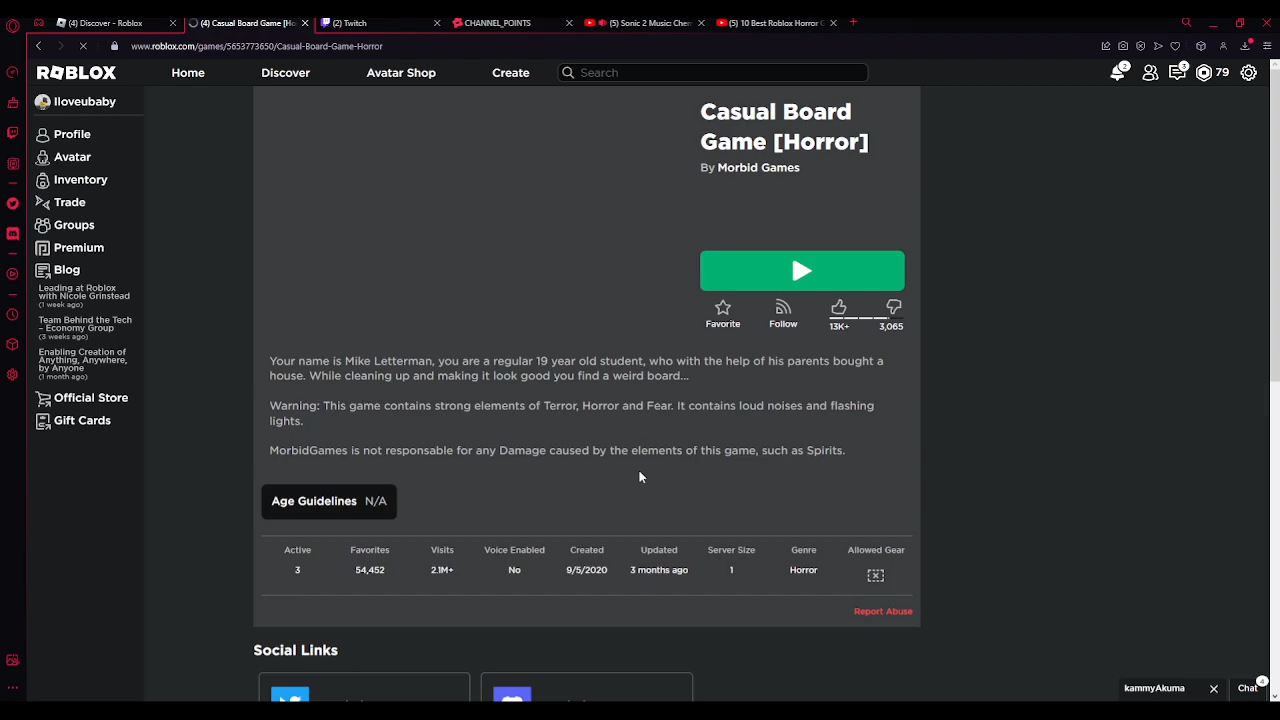 (4) Discover - Roblox
(4) Casual Board Game [Ho
(2) Twitch
CHANNEL_POINTS
(5) Sonic 2 Music: Che
(5) 10 Best Roblox Horror G
www.roblox.com/games/5653773650/Casual-Board-Game-Horror
ROBLOX
Home
Discover
Avatar Shop
Create
Search
2
3
79
Iloveubaby
Profile
Avatar
Inventory
Trade
Groups
Premium
Blog
Leading at Roblox
with Nicole Grinstead
(1 week ago)
Team Behind the Tech
– Economy Group
(3 weeks ago)
Enabling Creation of
Anything, Anywhere,
by Anyone
(1 month ago)
Official Store
Gift Cards
Casual Board
Game [Horror]
By Morbid Games
Favorite
Follow
13K+
3,065
Your name is Mike Letterman, you are a regular 19 year old student, who with the help of his parents bought a
house. While cleaning up and making it look good you find a weird board...
Warning: This game contains strong elements of Terror, Horror and Fear. It contains loud noises and flashing
lights.
MorbidGames is not responsable for any Damage caused by the elements of this game, such as Spirits.
Age Guidelines N/A
Active Favorites Visits Voice Enabled Created Updated Server Size Genre Allowed Gear
3 54,452 2.1M+ No 9/5/2020 3 months ago 1 Horror
Report Abuse
Social Links
kammyAkuma
Chat
4